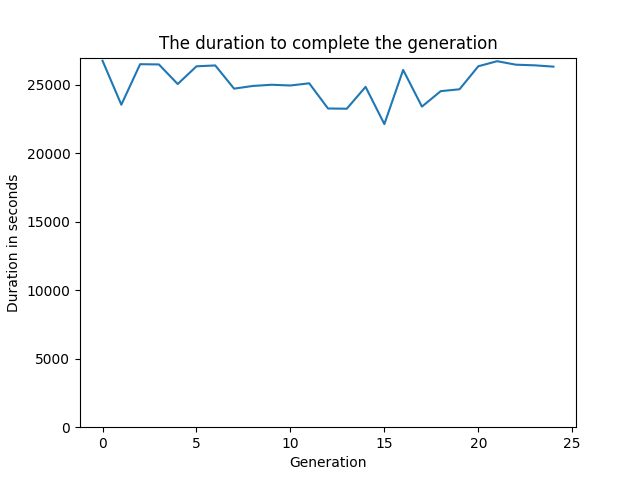 The duration to complete the generation
Duration in seconds
25000
20000
15000
10000
5000
0
0 5 10 15 20 25
Generation